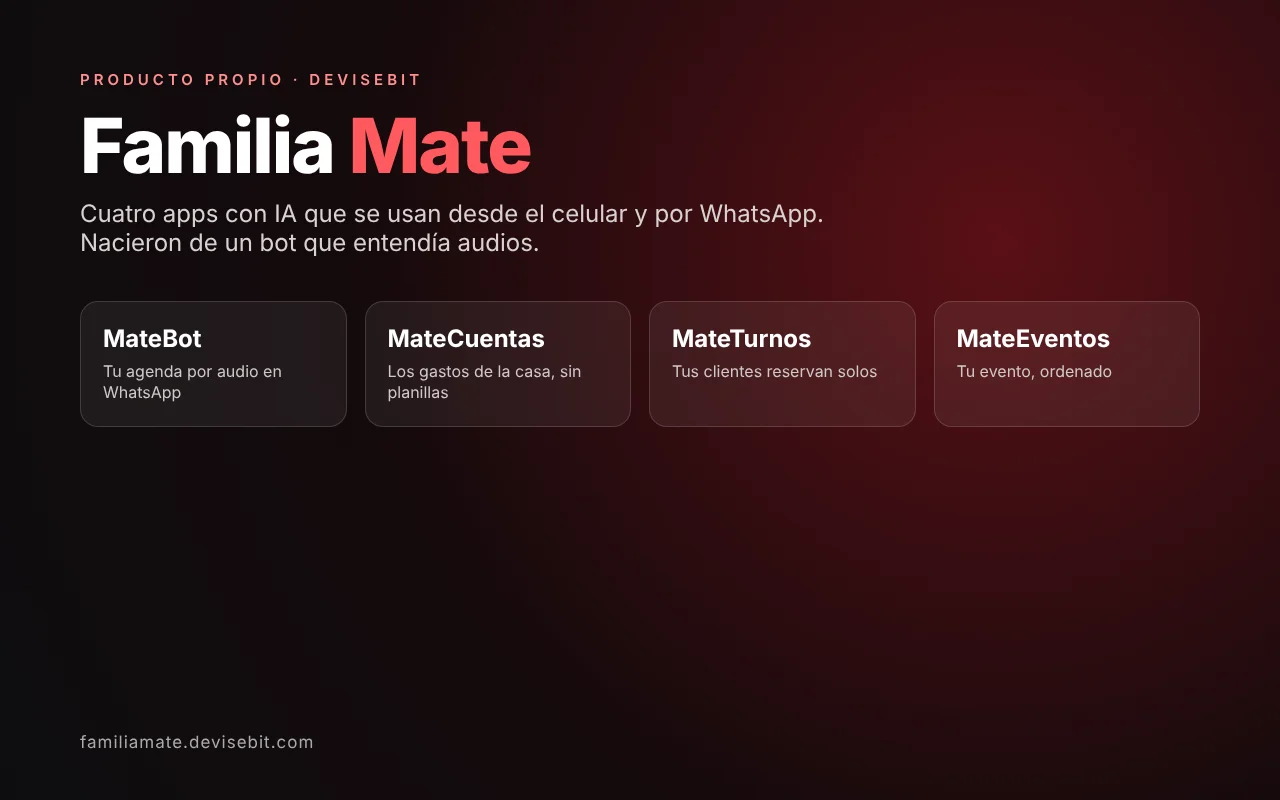 PRODUCTO PROPIO · DEVISEBIT
Familia Mate
Cuatro apps con IA que se usan desde el celular y por WhatsApp.
Nacieron de un bot que entendía audios.
MateBot
Tu agenda por audio en
WhatsApp
MateCuentas
Los gastos de la casa, sin
planillas
MateTurnos
Tus clientes reservan solos
MateEventos
Tu evento, ordenado
familiamate.devisebit.com